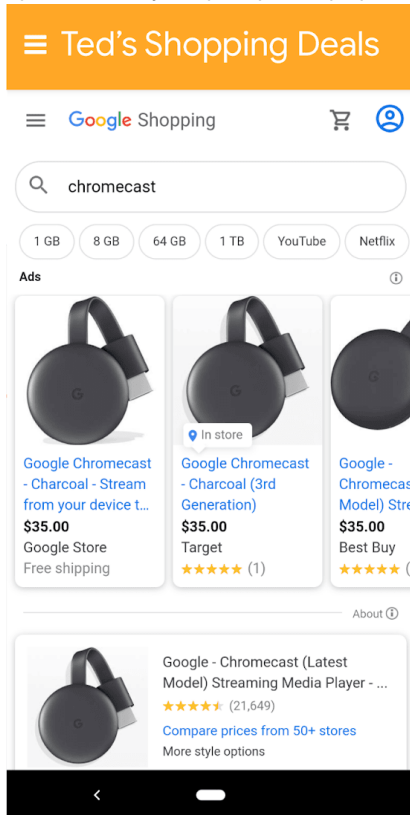 Ted's Shopping Deals
Google Shopping
chromecast
1 GB
8 GB
64 GB
1 TB
YouTube
Netflix
Ads
G
G
G
In store
Google Chromecast
- Charcoal - Stream
from your device t...
$35.00
Google Store
Free shipping
Google Chromecast
- Charcoal (3rd
Generation)
$35.00
Target
(1)
Google -
Chromecas
Model) Stre
$35.00
Best Buy
(
About
G
Google - Chromecast (Latest
Model) Streaming Media Player - ...
(21,649)
Compare prices from 50+ stores
More style options